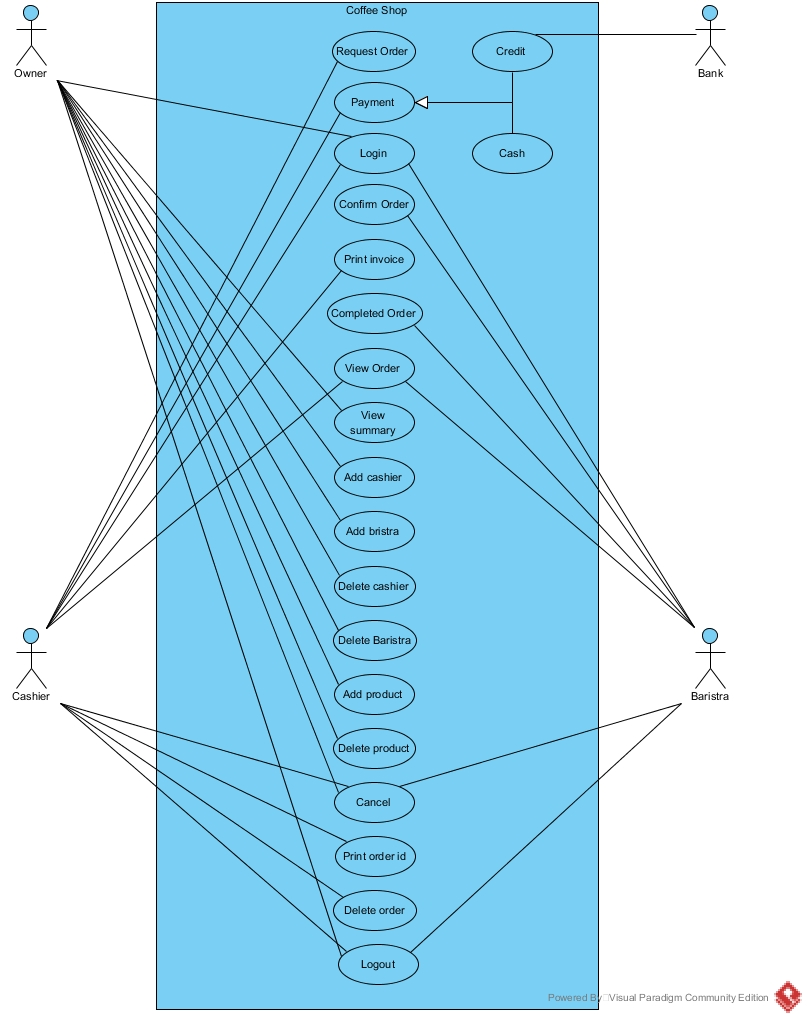 Coffee Shop
Owner
Bank
Request Order
Credit
Payment
Login
Cash
Confirm Order
Print invoice
Completed Order
View Order
View
summary
Add cashier
Add bristra
Delete cashier
Delete Baristra
Cashier
Baristra
Add product
Delete product
Cancel
Print order id
Delete order
Logout
Powered By Visual Paradigm Community Edition